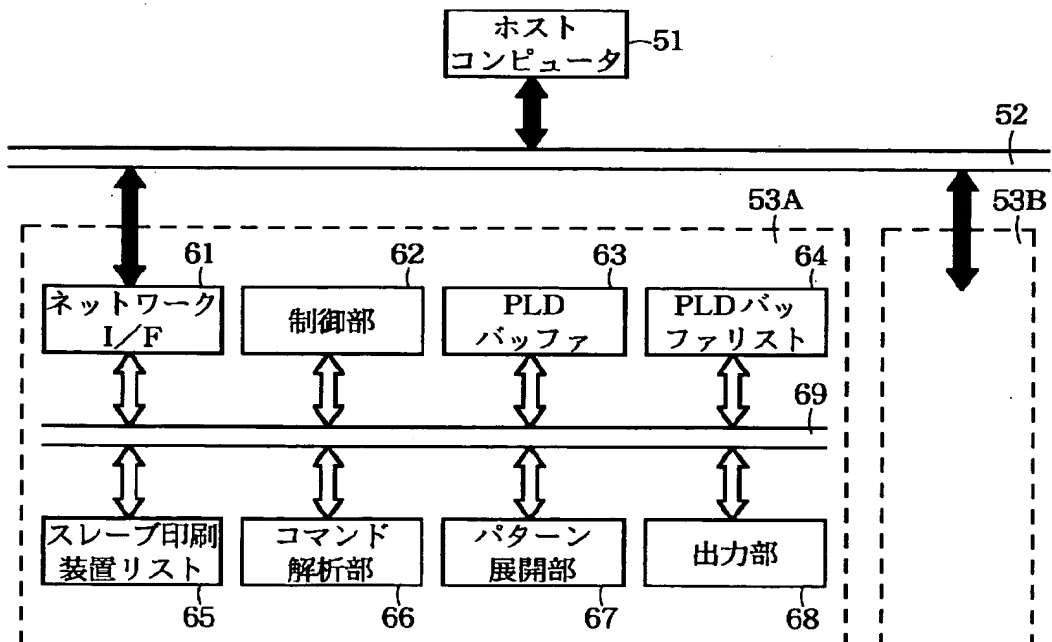 ホスト
コンピュータ
51
52
53A
53B
61
62
63
64
ネットワーク
I/F
制御部
PLD
バッファ
PLDバッ
ファリスト
69
スレーブ印刷
装置リスト
コマンド
解析部
パターン
展開部
出力部
65
66
67
68